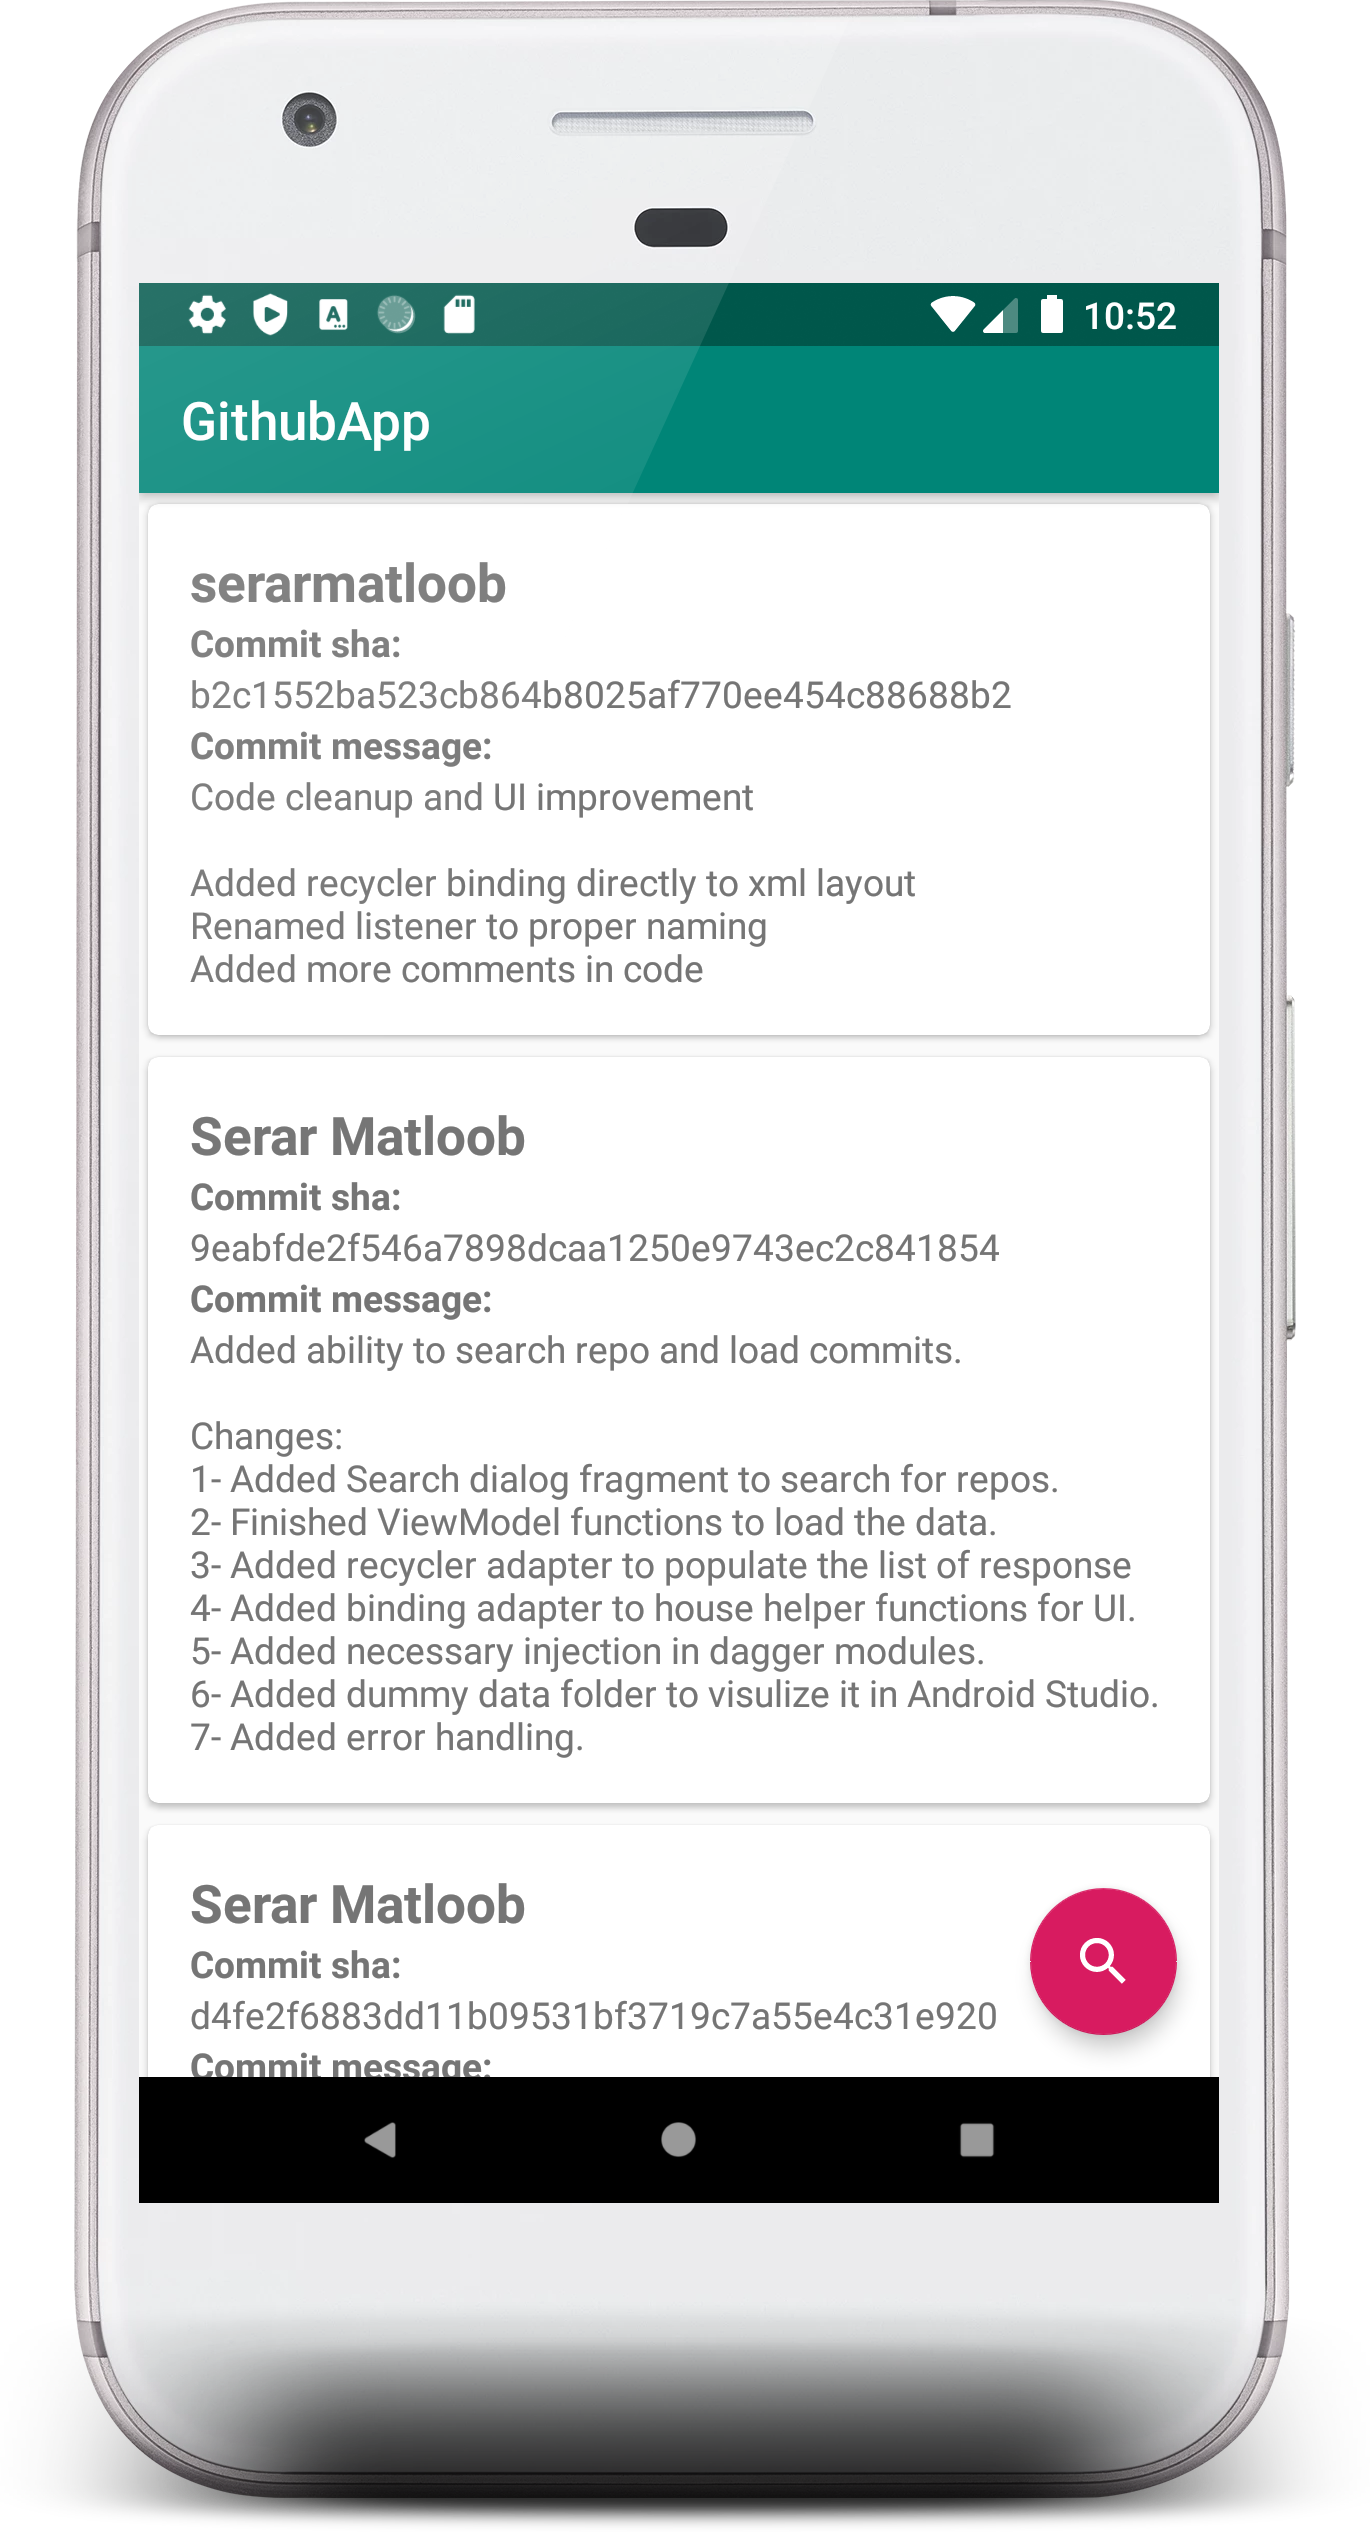 10:52
GithubApp
serarmatloob
Commit sha:
b2c1552ba523cb864b8025af770ee454c88688b2
Commit message:
Code cleanup and UI improvement
Added recycler binding directly to xml layout
Renamed listener to proper naming
Added more comments in code
Serar Matloob
Commit sha:
9eabfde2f546a7898dcaa1250e9743ec2c841854
Commit message:
Added ability to search repo and load commits.
Changes:
1- Added Search dialog fragment to search for repos.
2- Finished ViewModel functions to load the data.
3- Added recycler adapter to populate the list of response
4- Added binding adapter to house helper functions for UI.
5- Added necessary injection in dagger modules.
6- Added dummy data folder to visulize it in Android Studio.
7- Added error handling.
Serar Matloob
Commit sha:
d4fe2f6883dd11b09531bf3719c7a55e4c31e920
Commit message: